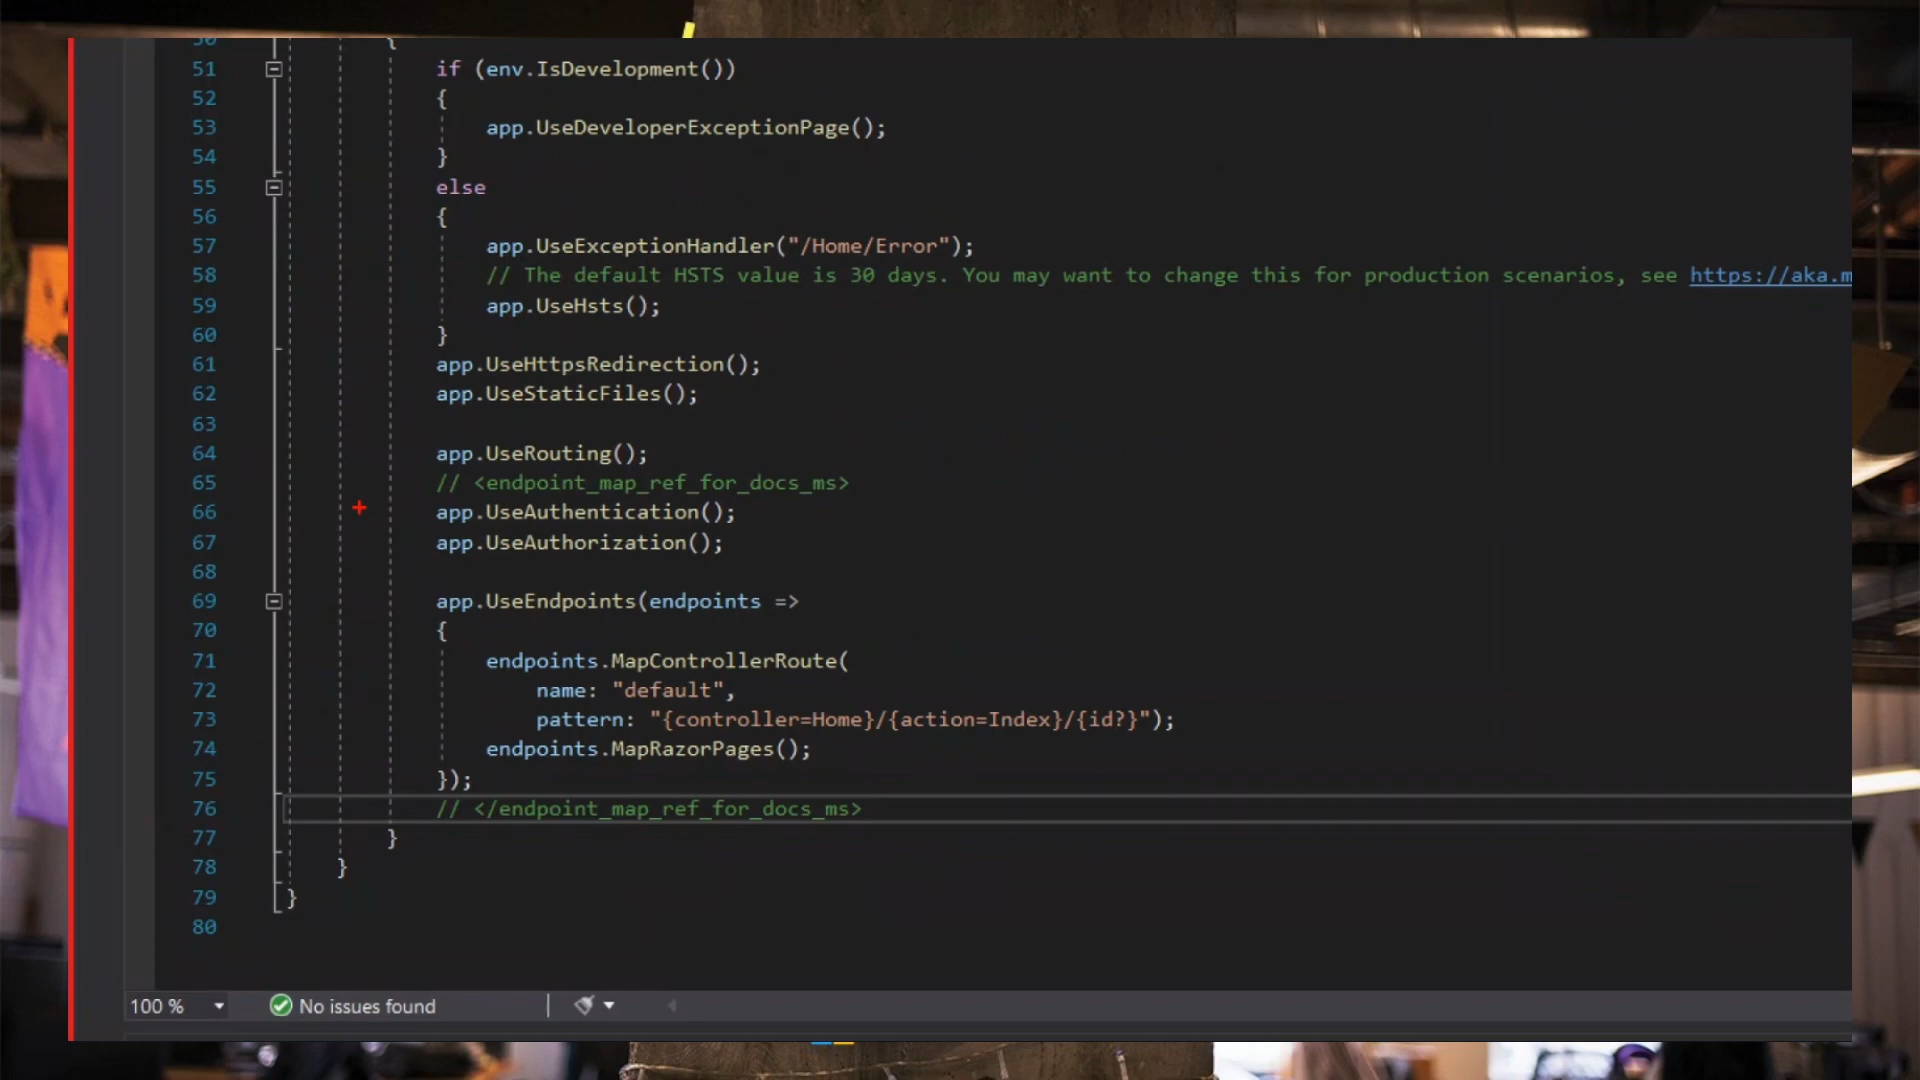 50 {
51 if (env.IsDevelopment())
52 {
53 app.UseDeveloperExceptionPage();
54 }
55 else
56 {
57 app.UseExceptionHandler("/Home/Error");
58 // The default HSTS value is 30 days. You may want to change this for production scenarios, see https://aka.m
59 app.UseHsts();
60 }
61 app.UseHttpsRedirection();
62 app.UseStaticFiles();
63
64 app.UseRouting();
65 // <endpoint_map_ref_for_docs_ms>
66 app.UseAuthentication();
67 app.UseAuthorization();
68
69 app.UseEndpoints(endpoints =>
70 {
71 endpoints.MapControllerRoute(
72 name: "default",
73 pattern: "{controller=Home}/{action=Index}/{id?}");
74 endpoints.MapRazorPages();
75 });
76 // </endpoint_map_ref_for_docs_ms>
77 }
78 }
79 }
80
100 % No issues found